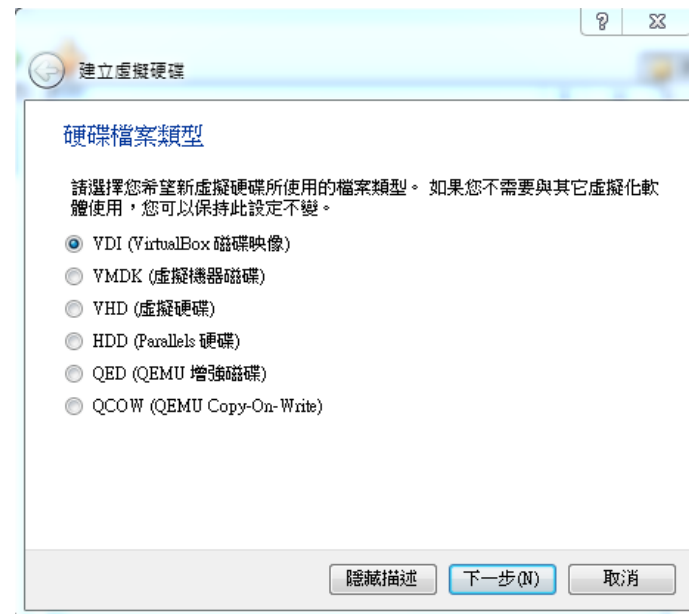 建立虛擬硬碟
硬碟檔案類型
請選擇您希望新虛擬硬碟所使用的檔案類型。 如果您不需要與其它虛擬化軟
體使用，您可以保持此設定不變。
VDI (VirtualBox 磁碟映像)
VMDK (虛擬機器磁碟)
VHD (虛擬硬碟)
HDD (Parallels 硬碟)
QED (QEMU 增強磁碟)
QCOW (QEMU Copy-On-Write)
隱藏描述 下一步(N) 取消